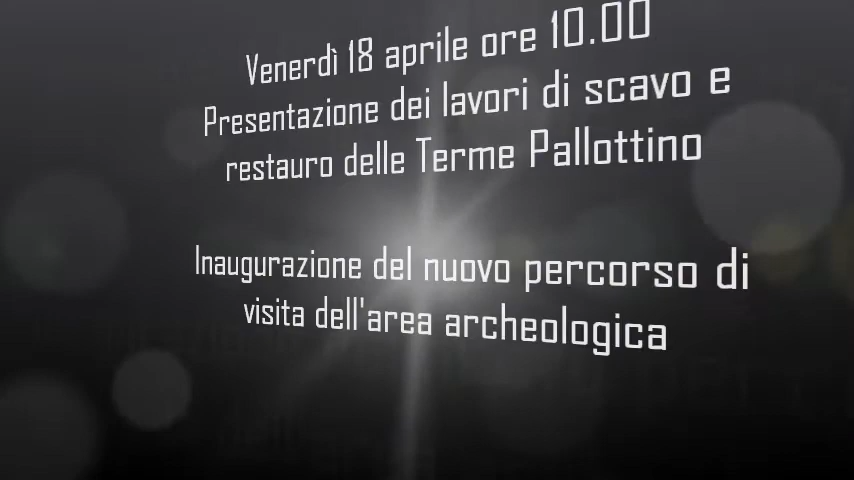 Venerdì 18 aprile ore 10.00
Presentazione dei lavori di scavo e
restauro delle Terme Pallottino
Inaugurazione del nuovo percorso di
visita dell'area archeologica